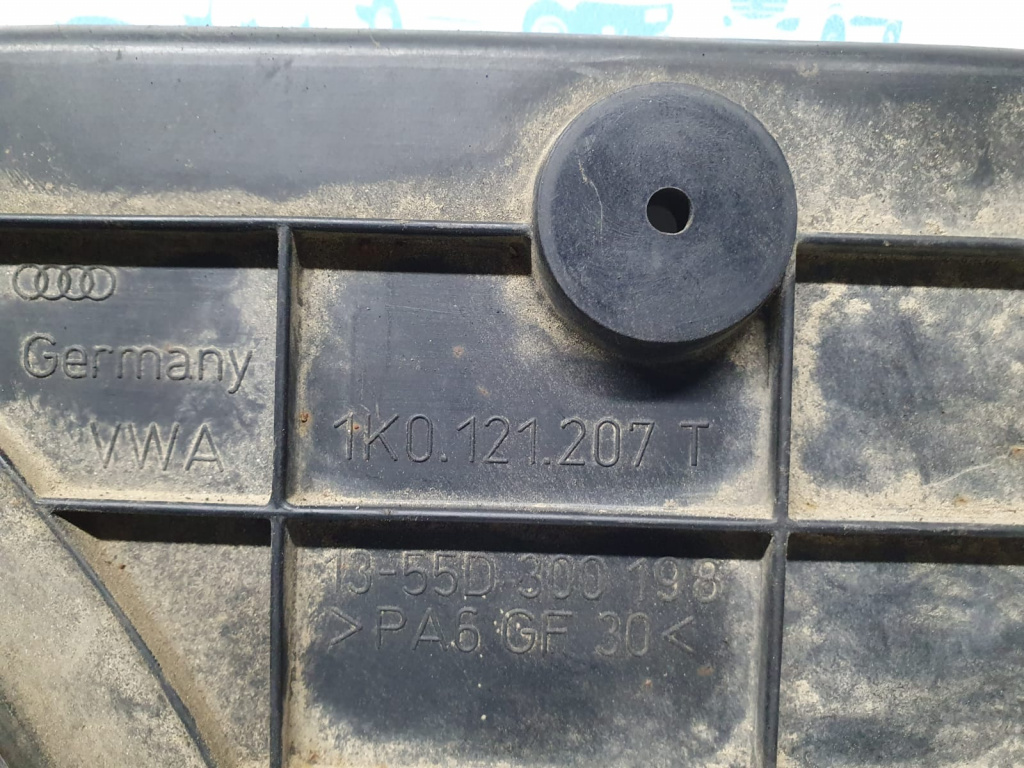 Germany
VWA
1K0.121.207 T
13-55D 300 198
>PA6 GF 30<